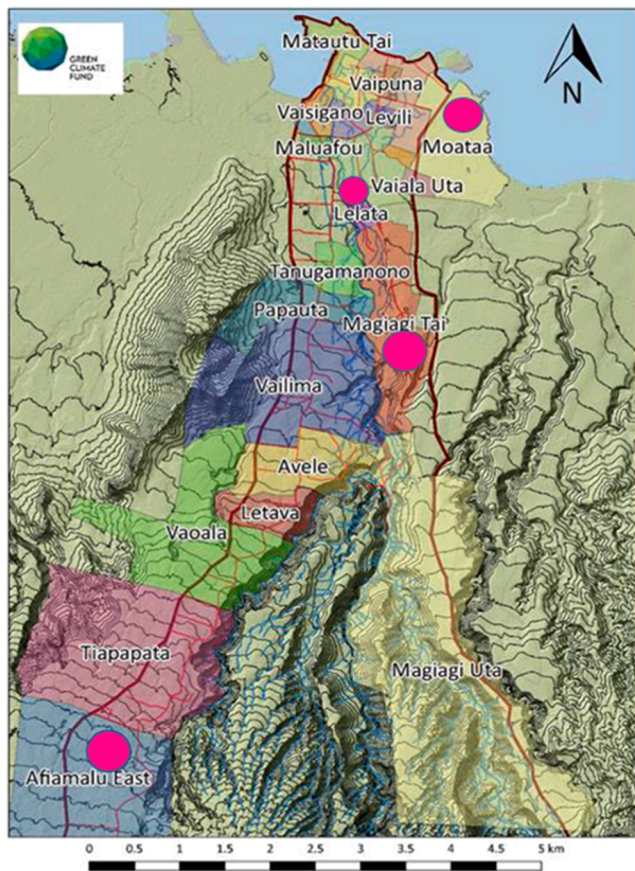 GREEN
CLIMATE
FUND
N
Matautu Tai
Vaipuna
Vaisigano
Levili
Moataa
Maluafou
Vaiala Uta
Lelata
Tanugamanono
Papauta
Magiagi Tai
Vailima
Avele
Letava
Vaoala
Tiapapata
Magiagi Uta
Afiamalu East
0 0.5 1 1.5 2 2.5 3 3.5 4 4.5 5 km